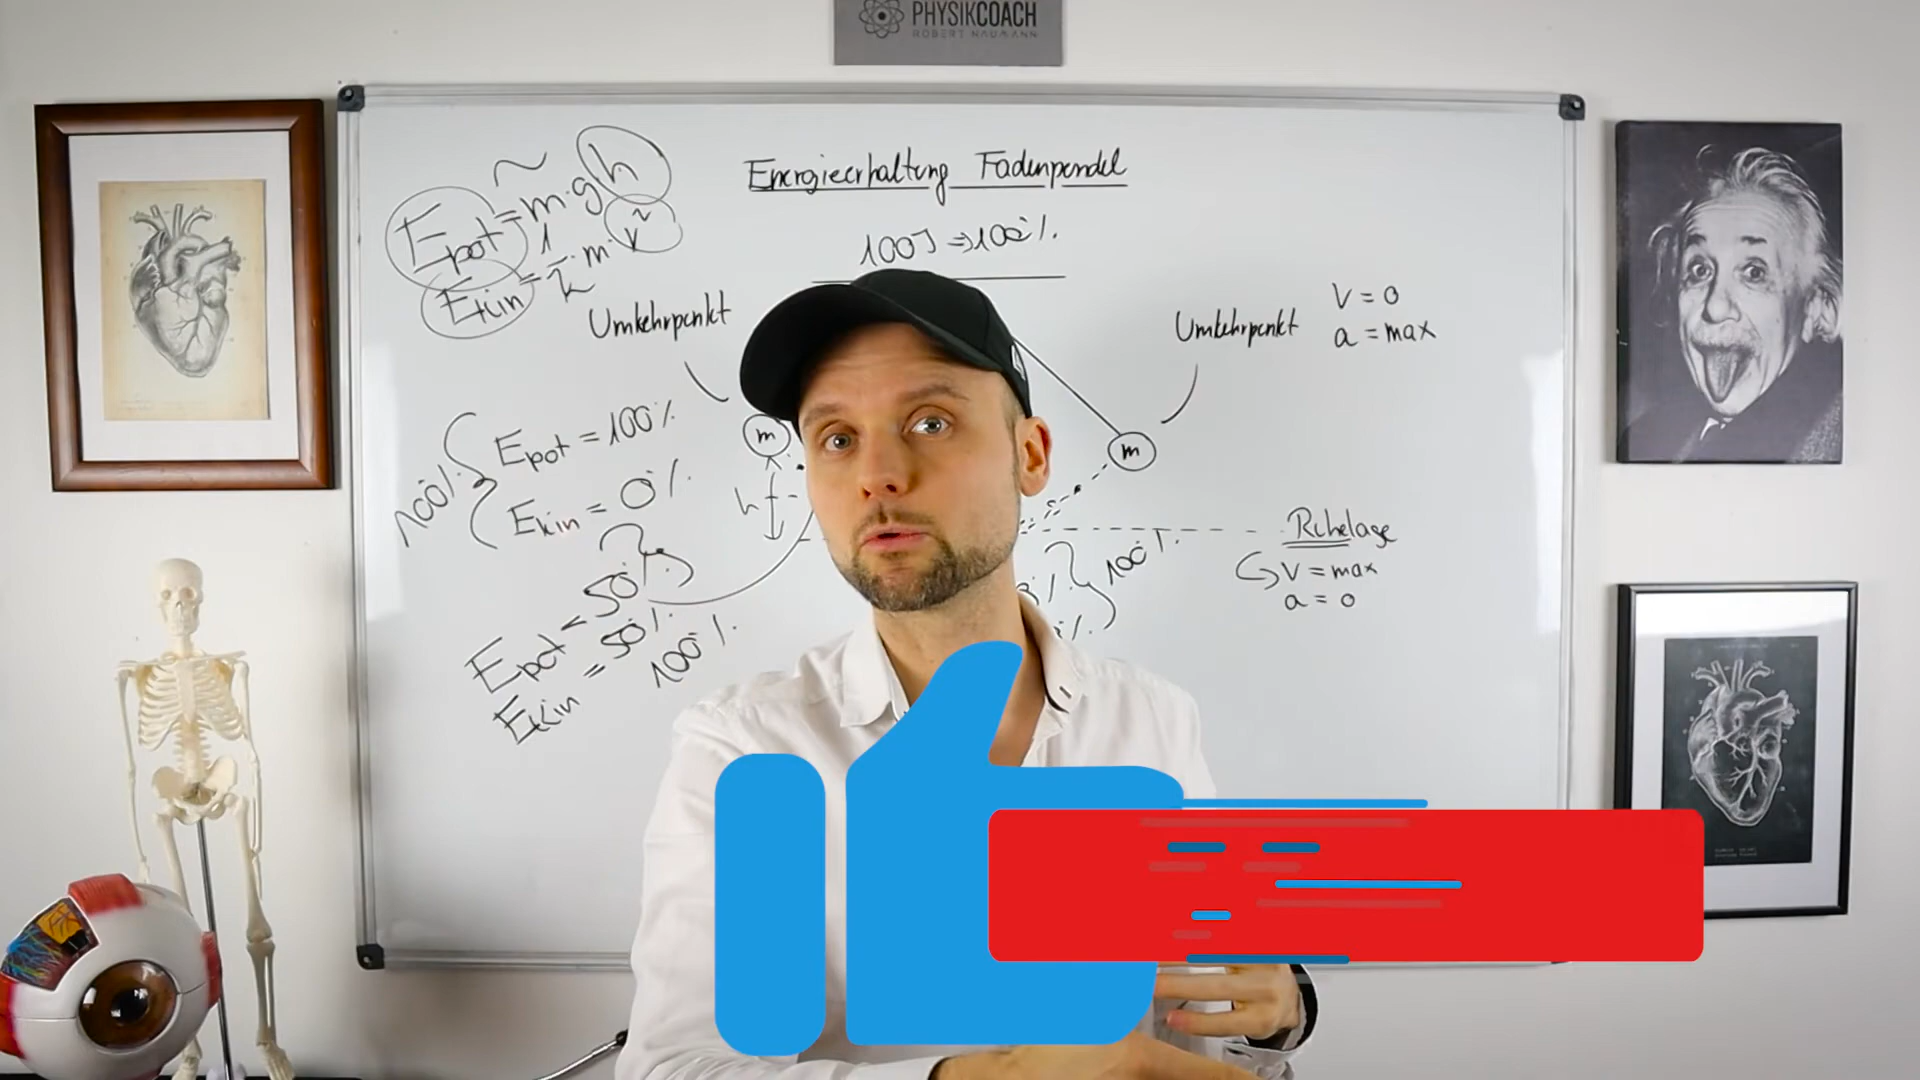 PHYSIKCOACH
ROBERT NAUMANN
Energieerhaltung Fadenpendel
100J ⇒ 100%
Epot = m·g·h
Ekin = 1/2 m·v²
Umkehrpunkt
Umkehrpunkt
V = 0
a = max
m
m
h
100% { Epot = 100%
Ekin = 0%
Epot = 50%
Ekin = 50%
100%
100%
Ruhelage
V = max
a = 0